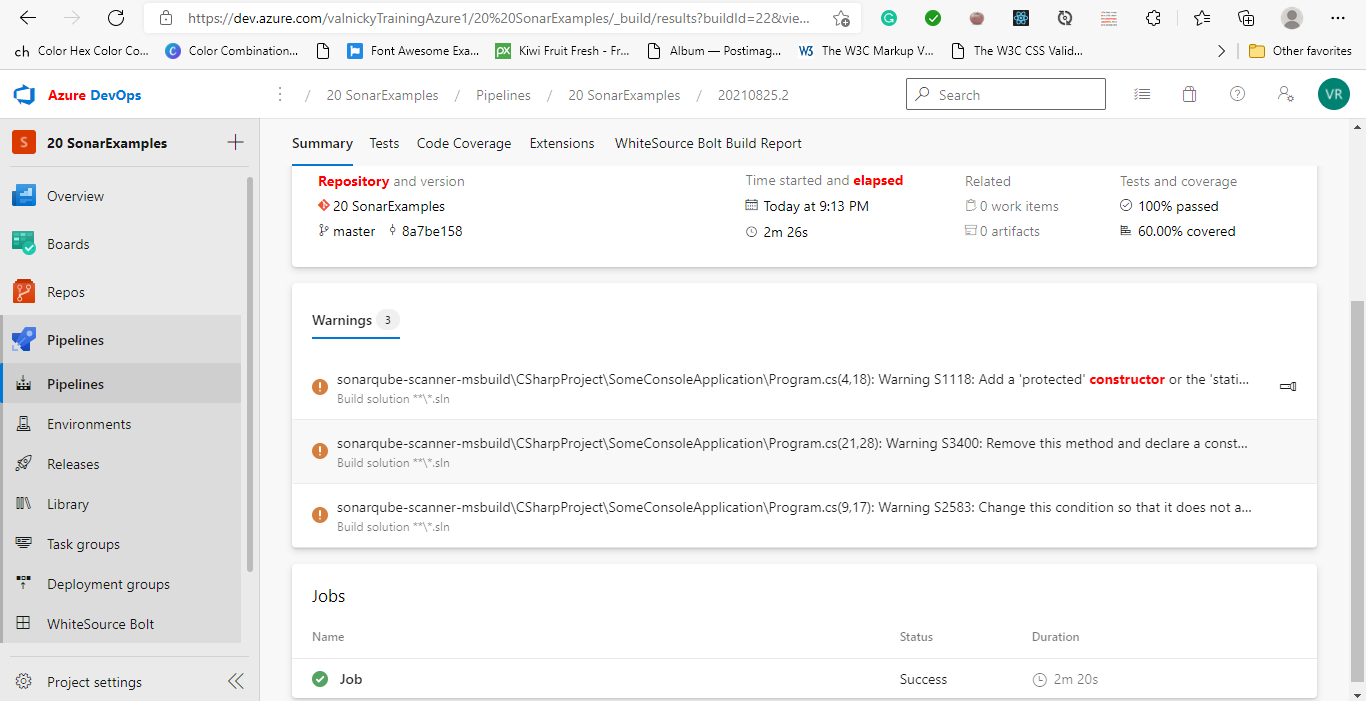 https://dev.azure.com/valnickyTrainingAzure1/20%20SonarExamples/_build/results?buildId=22&vie...
ch Color Hex Color Co... C Color Combination... Font Awesome Exa... px Kiwi Fruit Fresh - Fr... Album — Postimag... W3 The W3C Markup V... The W3C CSS Valid... Other favorites
Azure DevOps / 20 SonarExamples / Pipelines / 20 SonarExamples / 20210825.2 Search VR
S 20 SonarExamples
Overview
Boards
Repos
Pipelines
Pipelines
Environments
Releases
Library
Task groups
Deployment groups
WhiteSource Bolt
Project settings
Summary Tests Code Coverage Extensions WhiteSource Bolt Build Report
Repository and version Time started and elapsed Related Tests and coverage
20 SonarExamples Today at 9:13 PM 0 work items 100% passed
master 8a7be158 2m 26s 0 artifacts 60.00% covered
Warnings 3
sonarqube-scanner-msbuild\CSharpProject\SomeConsoleApplication\Program.cs(4,18): Warning S1118: Add a 'protected' constructor or the 'stati...
Build solution **\*.sln
sonarqube-scanner-msbuild\CSharpProject\SomeConsoleApplication\Program.cs(21,28): Warning S3400: Remove this method and declare a const...
Build solution **\*.sln
sonarqube-scanner-msbuild\CSharpProject\SomeConsoleApplication\Program.cs(9,17): Warning S2583: Change this condition so that it does not a...
Build solution **\*.sln
Jobs
Name Status Duration
Job Success 2m 20s